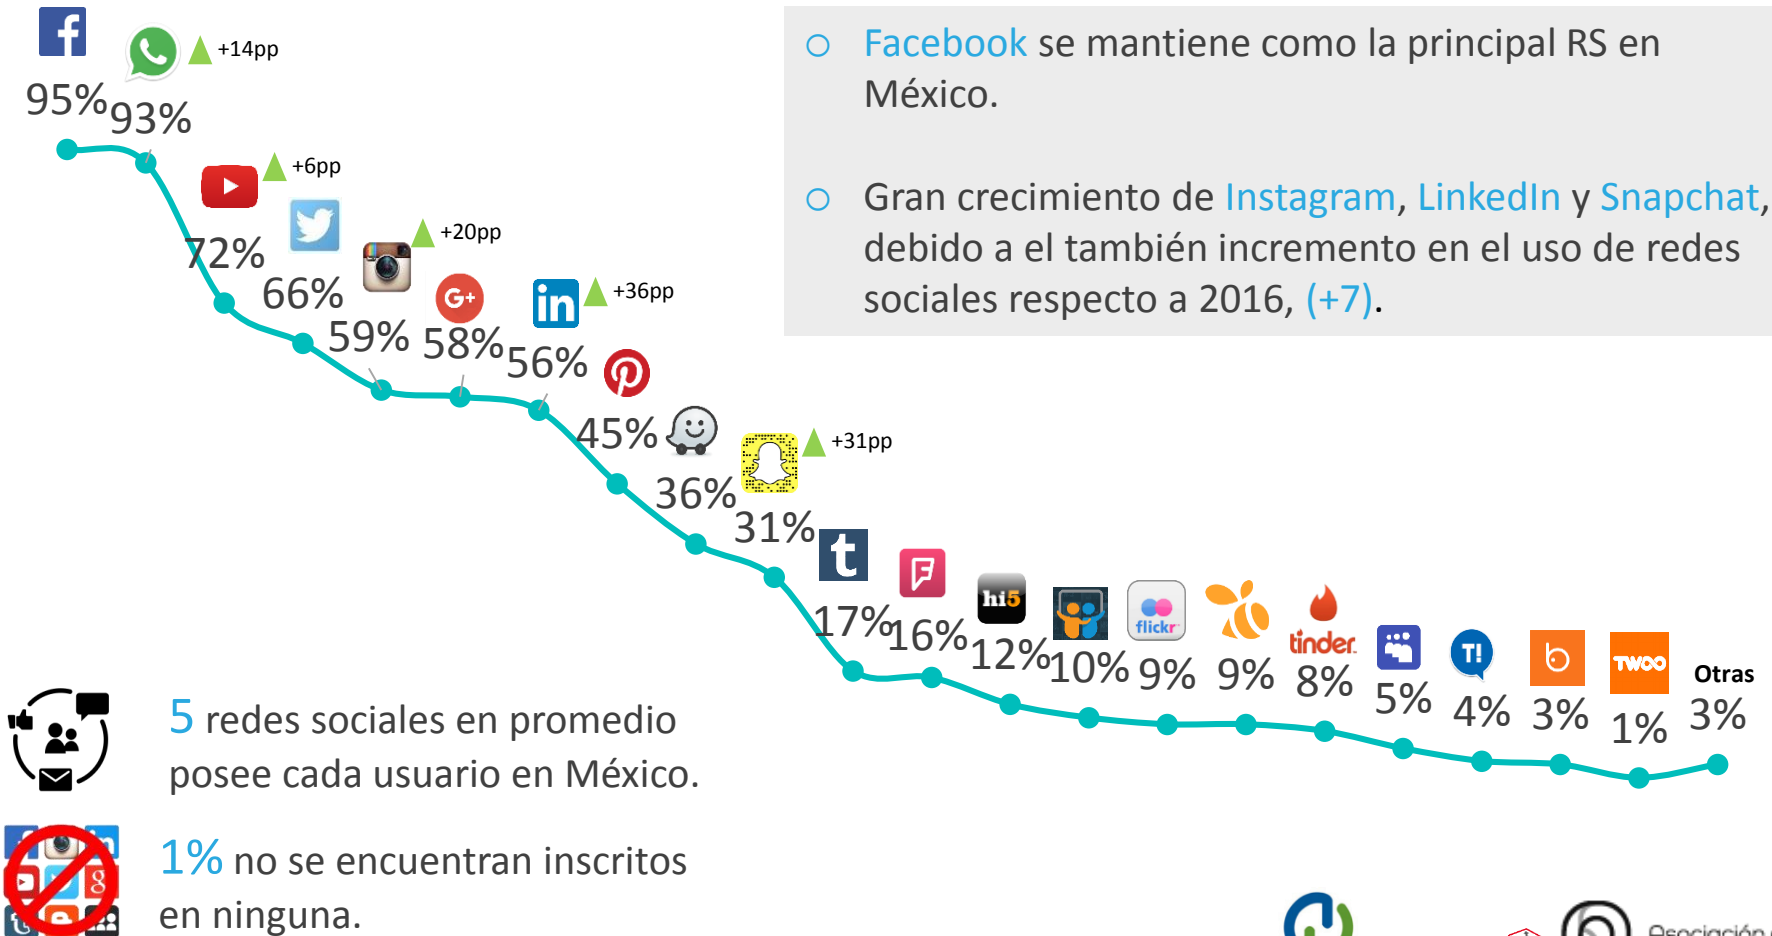 95%
93%
+14pp
72%
+6pp
66%
59%
+20pp
G+
58%
in
56%
+36pp
45%
36%
31%
+31pp
t
17%
16%
hi5
12%
10%
flickr
9%
9%
tinder
8%
5%
T!
4%
3%
TWOO
1%
Otras
3%
Facebook se mantiene como la principal RS en
México.
Gran crecimiento de Instagram, LinkedIn y Snapchat,
debido a el también incremento en el uso de redes
sociales respecto a 2016, (+7).
5 redes sociales en promedio
posee cada usuario en México.
1% no se encuentran inscritos
en ninguna.
Asociación